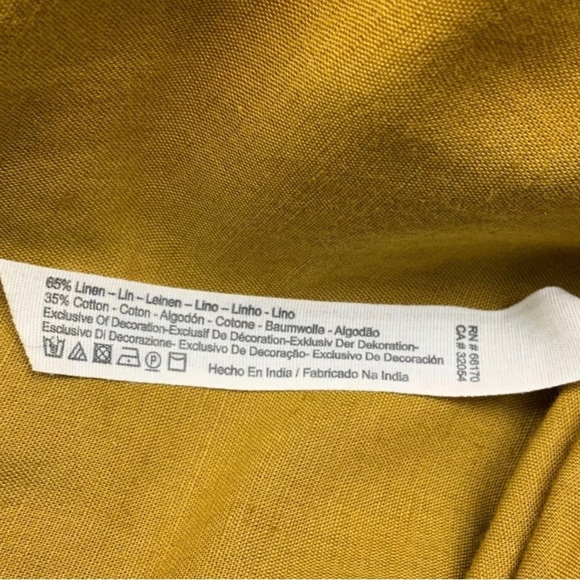 65% Linen – Lin – Leinen – Lino – Linho – Lino
35% Cotton - Coton - Algodón - Cotone - Baumwolle - Algodão
Exclusive Of Decoration-Exclusif De Décoration-Exklusiv Der Dekoration-
Esclusivo Di Decorazione- Exclusivo De Decoração- Exclusivo De Decoración
P
Hecho En India / Fabricado Na India
RN # 66170
CA # 32054